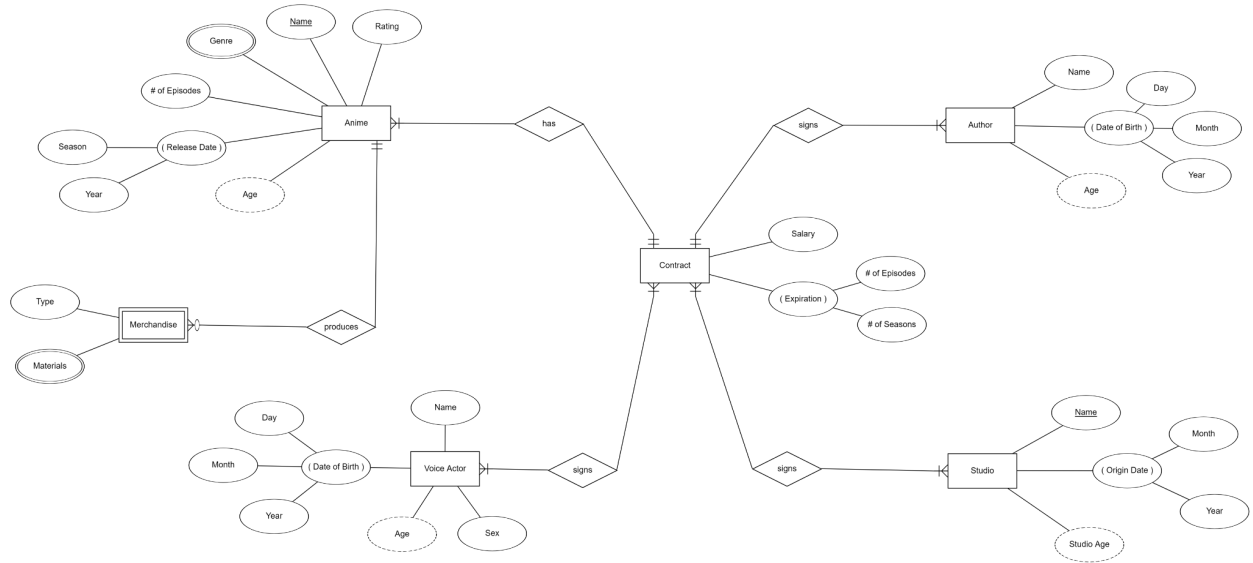 Name
Rating
Genre
# of Episodes
Anime
has
Season
( Release Date )
Year
Age
Name
Day
signs
Author
( Date of Birth )
Month
Year
Age
Salary
Contract
# of Episodes
( Expiration )
# of Seasons
Type
Merchandise
produces
Materials
Name
Day
Month
( Date of Birth )
Voice Actor
signs
Year
Age
Sex
Name
Month
signs
Studio
( Origin Date )
Year
Studio Age